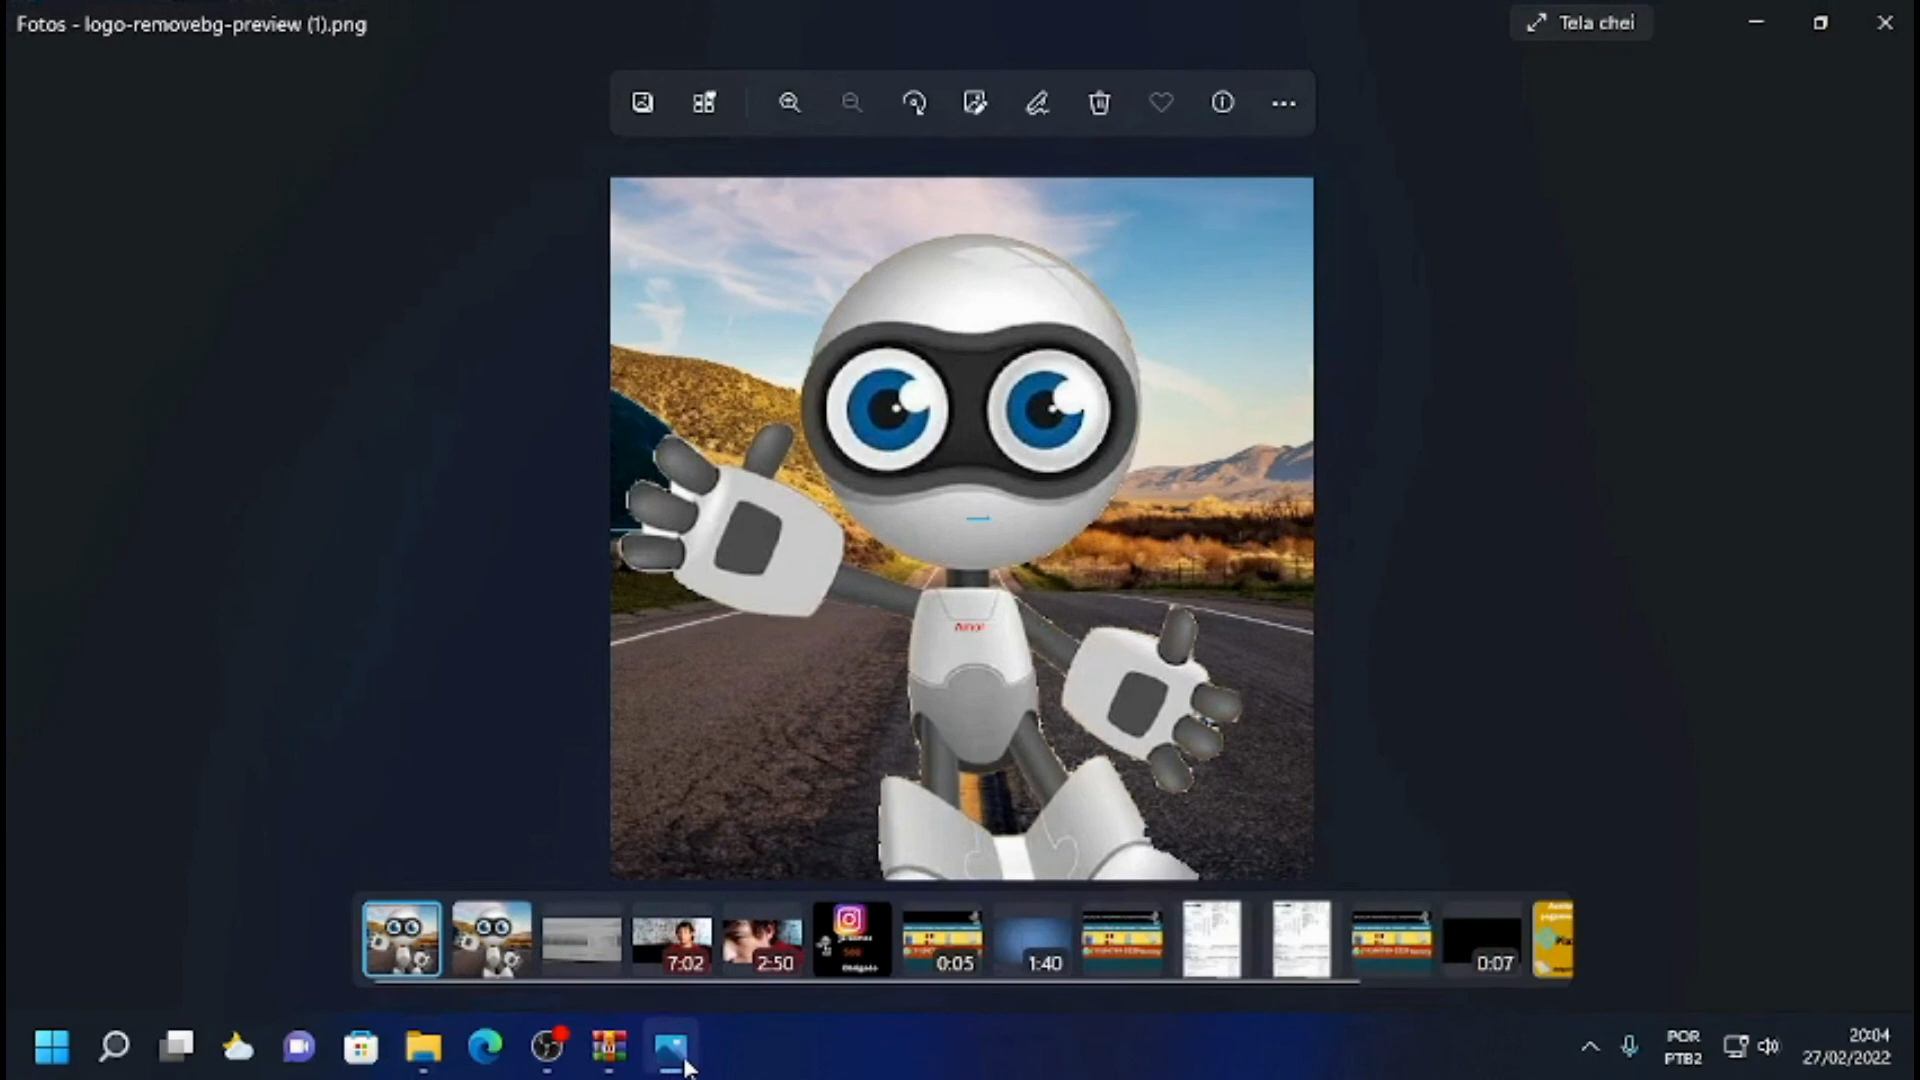 Fotos - logo-removebg-preview (1).png
Tela chei
7:02
2:50
0:05
1:40
0:07
Obrigado
POR
PTB2
20:04
27/02/2022